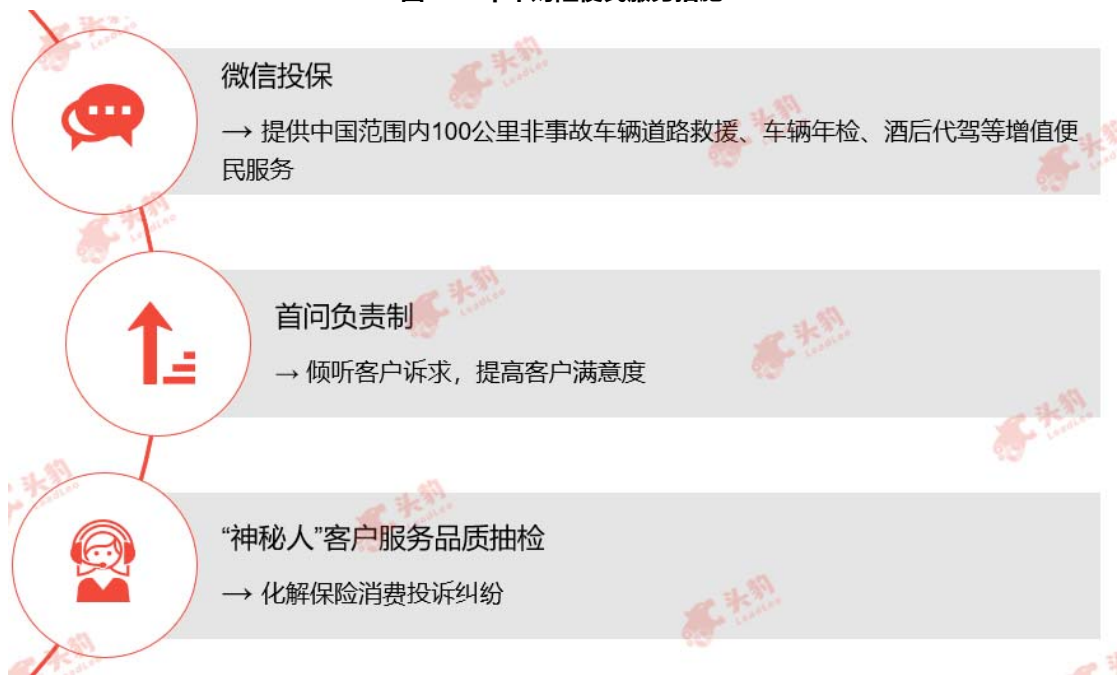 微信投保
→ 提供中国范围内100公里非事故车辆道路救援、车辆年检、酒后代驾等增值便
民服务
首问负责制
→ 倾听客户诉求，提高客户满意度
“神秘人”客户服务品质抽检
→ 化解保险消费投诉纠纷
头豹
LeadLeo